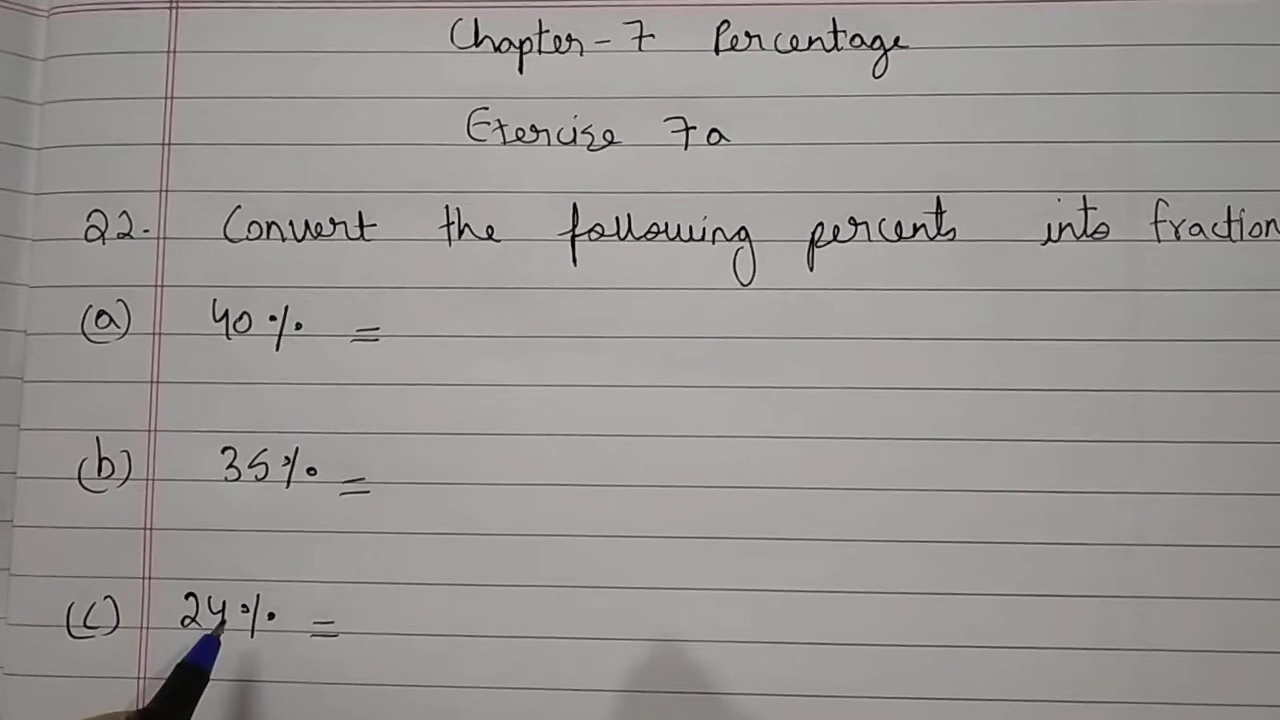 Chapter-7 Percentage
Exercise 7a
22. Convert the following percents into fraction
(a) 40% =
(b) 35% =
(c) 24% =